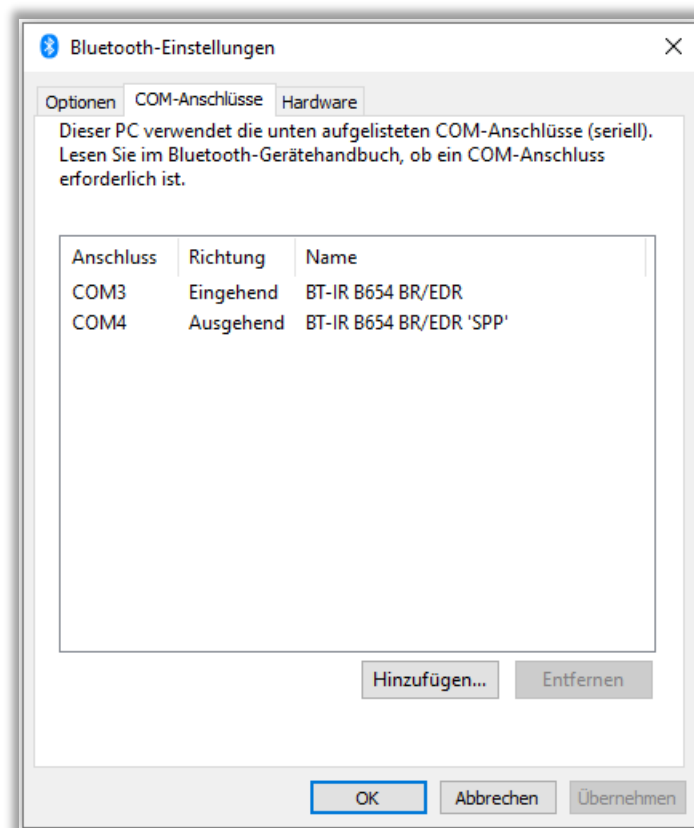 Bluetooth-Einstellungen
Optionen COM-Anschlüsse Hardware
Dieser PC verwendet die unten aufgelisteten COM-Anschlüsse (seriell).
Lesen Sie im Bluetooth-Gerätehandbuch, ob ein COM-Anschluss
erforderlich ist.
Anschluss Richtung Name
COM3 Eingehend BT-IR B654 BR/EDR
COM4 Ausgehend BT-IR B654 BR/EDR 'SPP'
Hinzufügen... Entfernen
OK Abbrechen Übernehmen